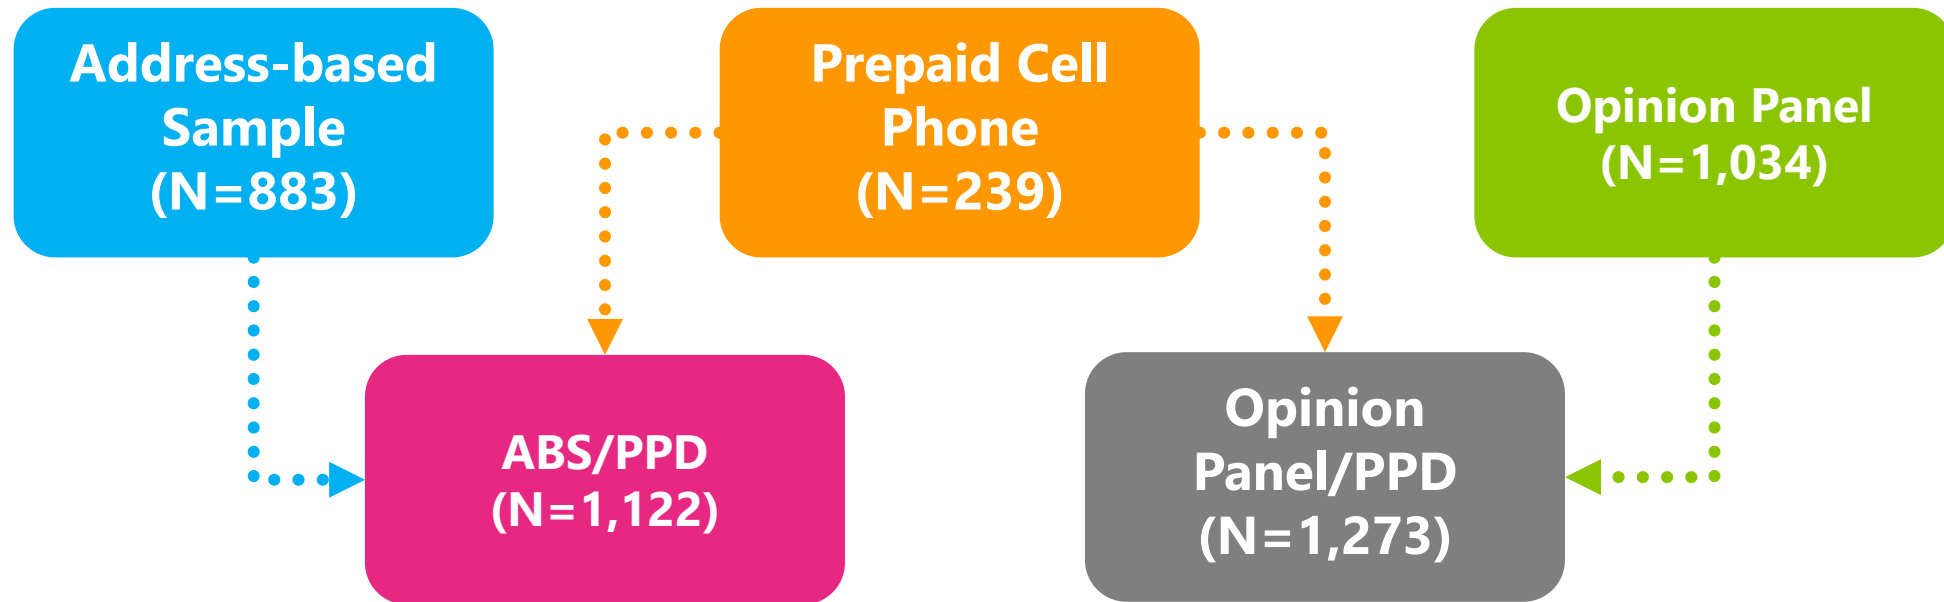 Address-based
Sample
(N=883)
Prepaid Cell
Phone
(N=239)
Opinion Panel
(N=1,034)
ABS/PPD
(N=1,122)
Opinion
Panel/PPD
(N=1,273)